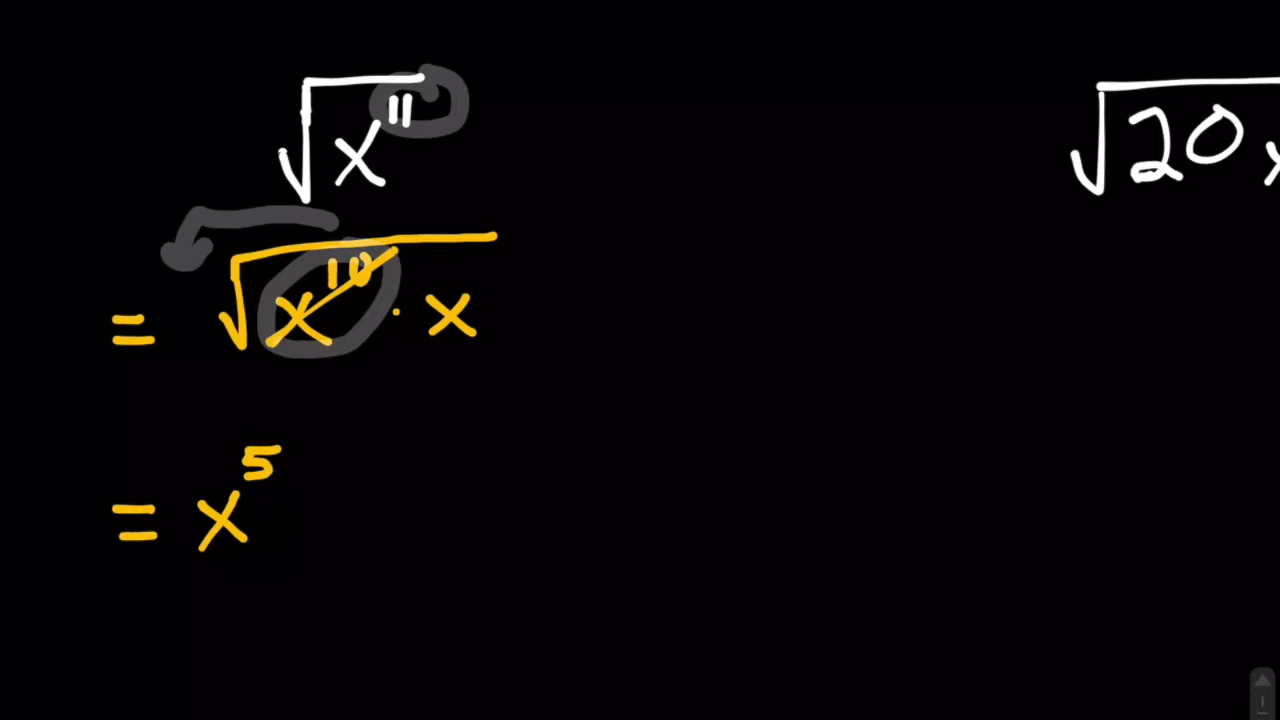 √x¹¹
√20x
= √x¹⁰ · x
= x⁵